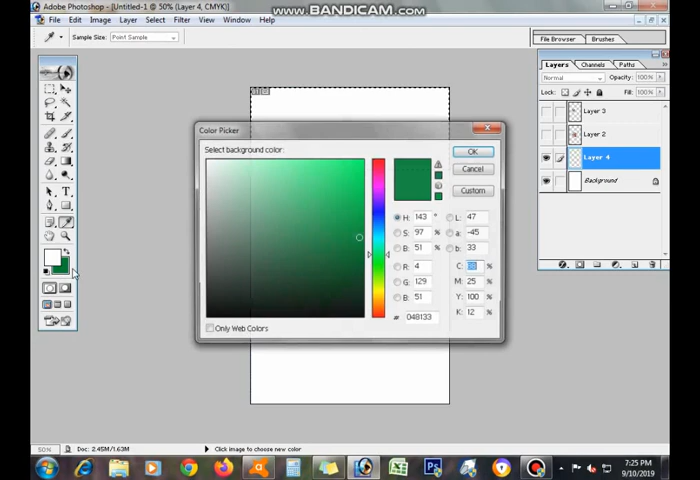 www.BANDICAM.com
Adobe Photoshop - [Untitled-1 @ 50% (Layer 4, CMYK)]
File Edit Image Layer Select Filter View Window Help
Sample Size: Point Sample
File Browser Brushes
Layers Channels Paths
Normal Opacity: 100%
Lock: Fill: 100%
Layer 3
Layer 2
Layer 4
Background
Color Picker
Select background color:
OK
Cancel
Custom
H: 143 °
S: 97 %
B: 51 %
R: 4
G: 129
B: 51
# 048133
L: 47
a: -45
b: 33
C: %
M: 25 %
Y: 100 %
K: 12 %
Only Web Colors
50% Doc: 2.45M/1.63M Click image to choose new color
7:25 PM
9/10/2019